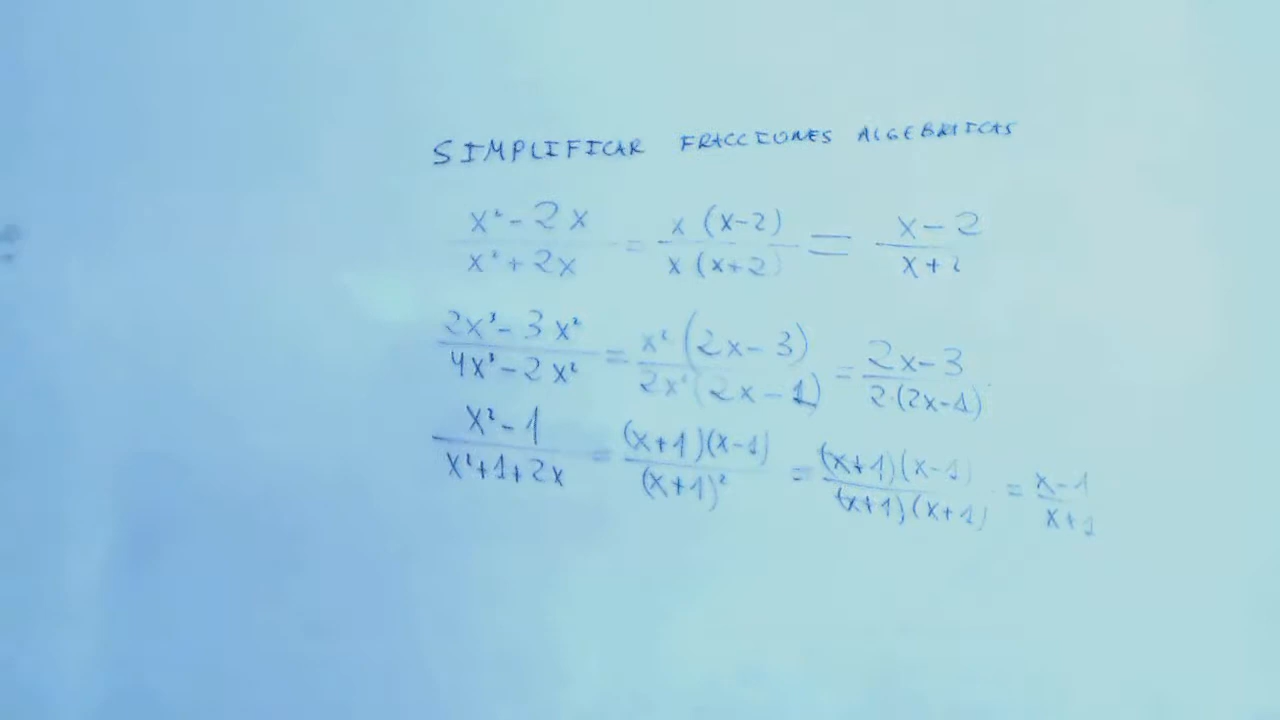 SIMPLIFICAR FRACCIONES ALGEBRAICAS
x² - 2x / x² + 2x = x (x-2) / x (x+2) = x - 2 / x + 2
2x³ - 3x² / 4x³ - 2x² = x² (2x - 3) / 2x² (2x - 1) = 2x - 3 / 2·(2x-1)
x² - 1 / x²+1+2x = (x+1)(x-1) / (x+1)² = (x+1)(x-1) / (x+1)(x+1) = x-1 / x+1